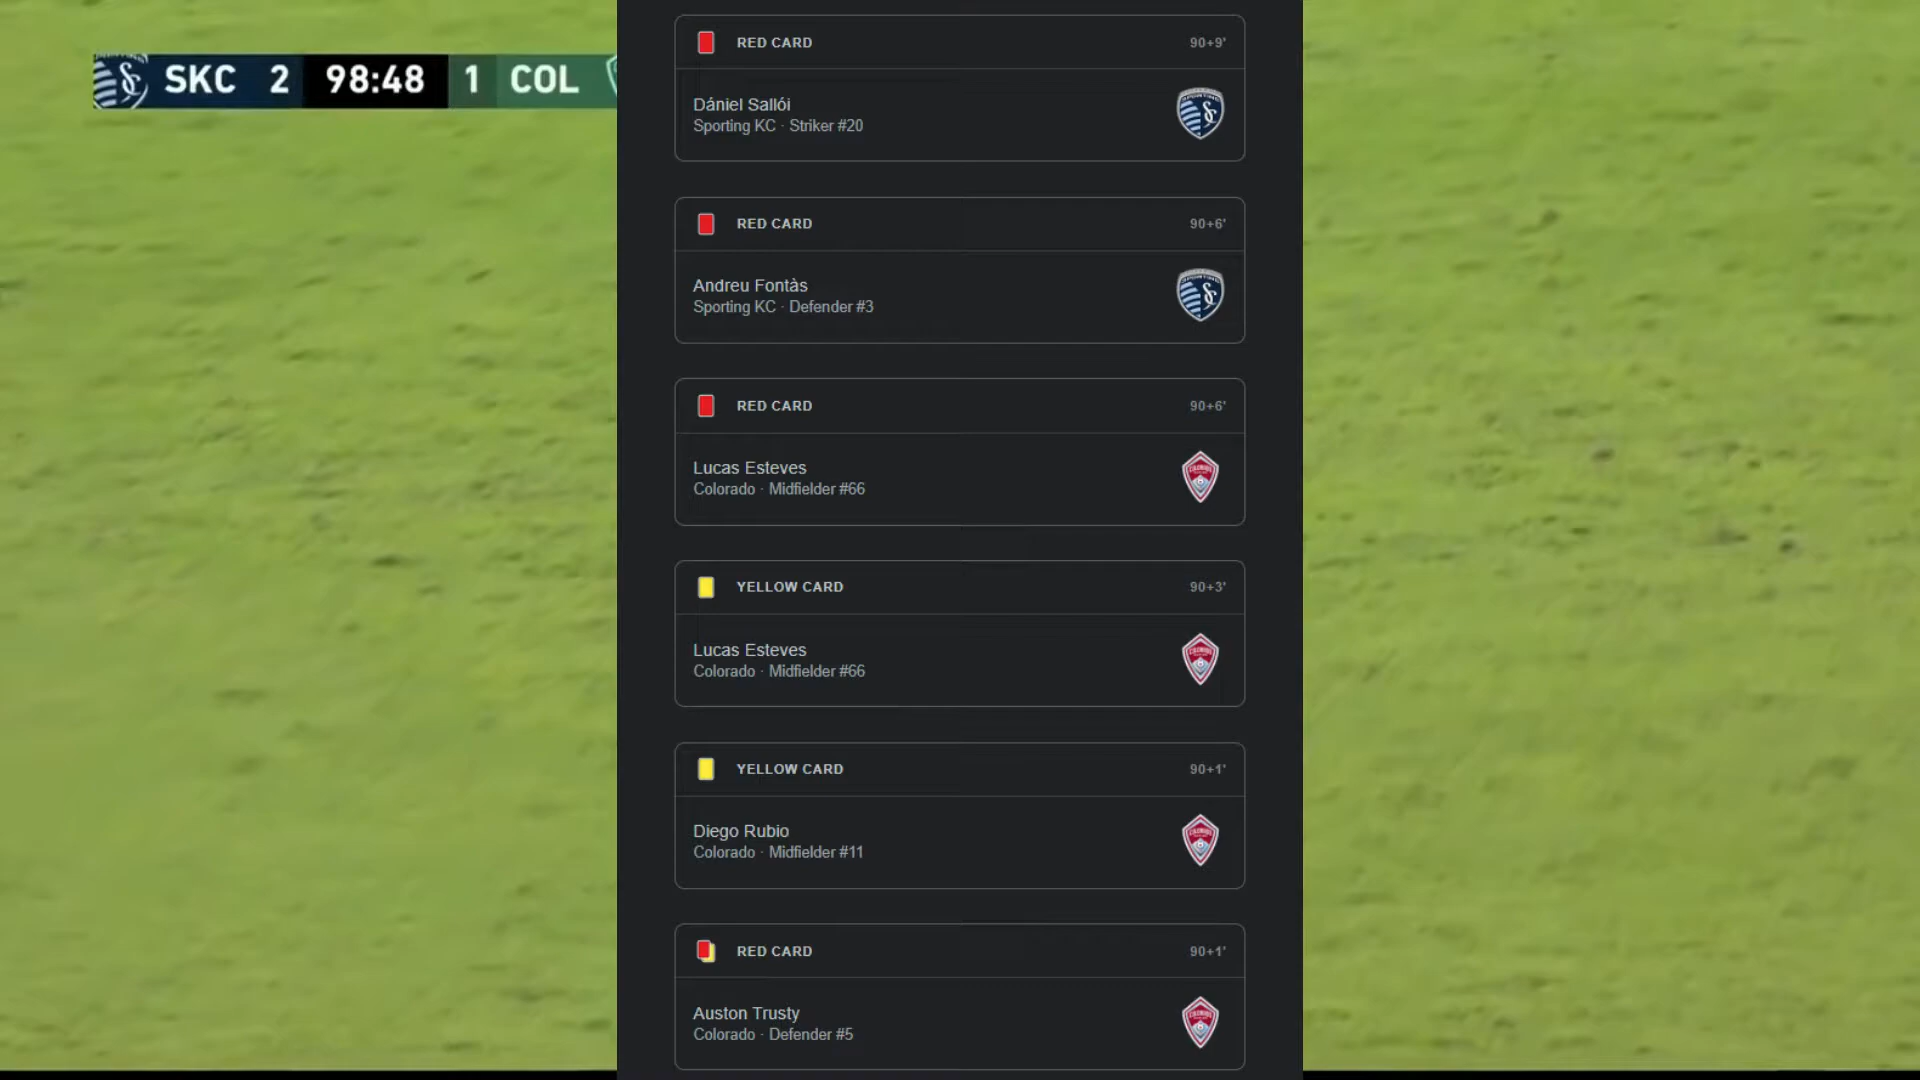 SKC 2 98:48 1 COL
RED CARD 90+9'
Dániel Sallói
Sporting KC · Striker #20
RED CARD 90+6'
Andreu Fontàs
Sporting KC · Defender #3
RED CARD 90+6'
Lucas Esteves
Colorado · Midfielder #66
YELLOW CARD 90+3'
Lucas Esteves
Colorado · Midfielder #66
YELLOW CARD 90+1'
Diego Rubio
Colorado · Midfielder #11
RED CARD 90+1'
Auston Trusty
Colorado · Defender #5